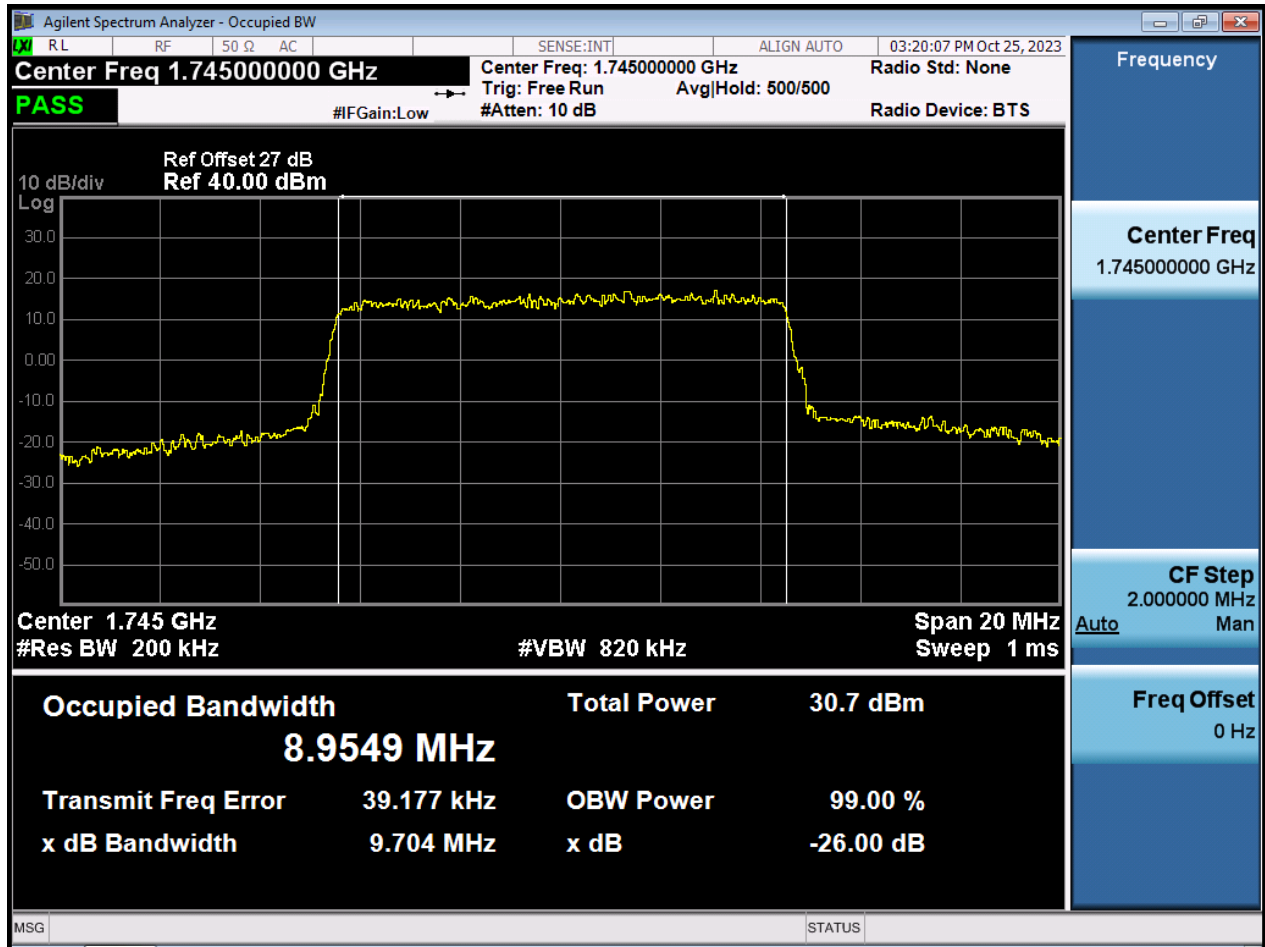 Agilent Spectrum Analyzer - Occupied BW
LXI RL RF 50 Ω AC SENSE:INT ALIGN AUTO 03:20:07 PM Oct 25, 2023
Center Freq 1.745000000 GHz
PASS
#IFGain:Low
Center Freq: 1.745000000 GHz
Trig: Free Run Avg|Hold: 500/500
#Atten: 10 dB
Radio Std: None
Radio Device: BTS
Ref Offset 27 dB
10 dB/div Ref 40.00 dBm
Log
30.0
20.0
10.0
0.00
-10.0
-20.0
-30.0
-40.0
-50.0
Center 1.745 GHz Span 20 MHz
#Res BW 200 kHz #VBW 820 kHz Sweep 1 ms
Occupied Bandwidth Total Power 30.7 dBm
8.9549 MHz
Transmit Freq Error 39.177 kHz OBW Power 99.00 %
x dB Bandwidth 9.704 MHz x dB -26.00 dB
Frequency
Center Freq
1.745000000 GHz
CF Step
2.000000 MHz
Auto Man
Freq Offset
0 Hz
MSG STATUS